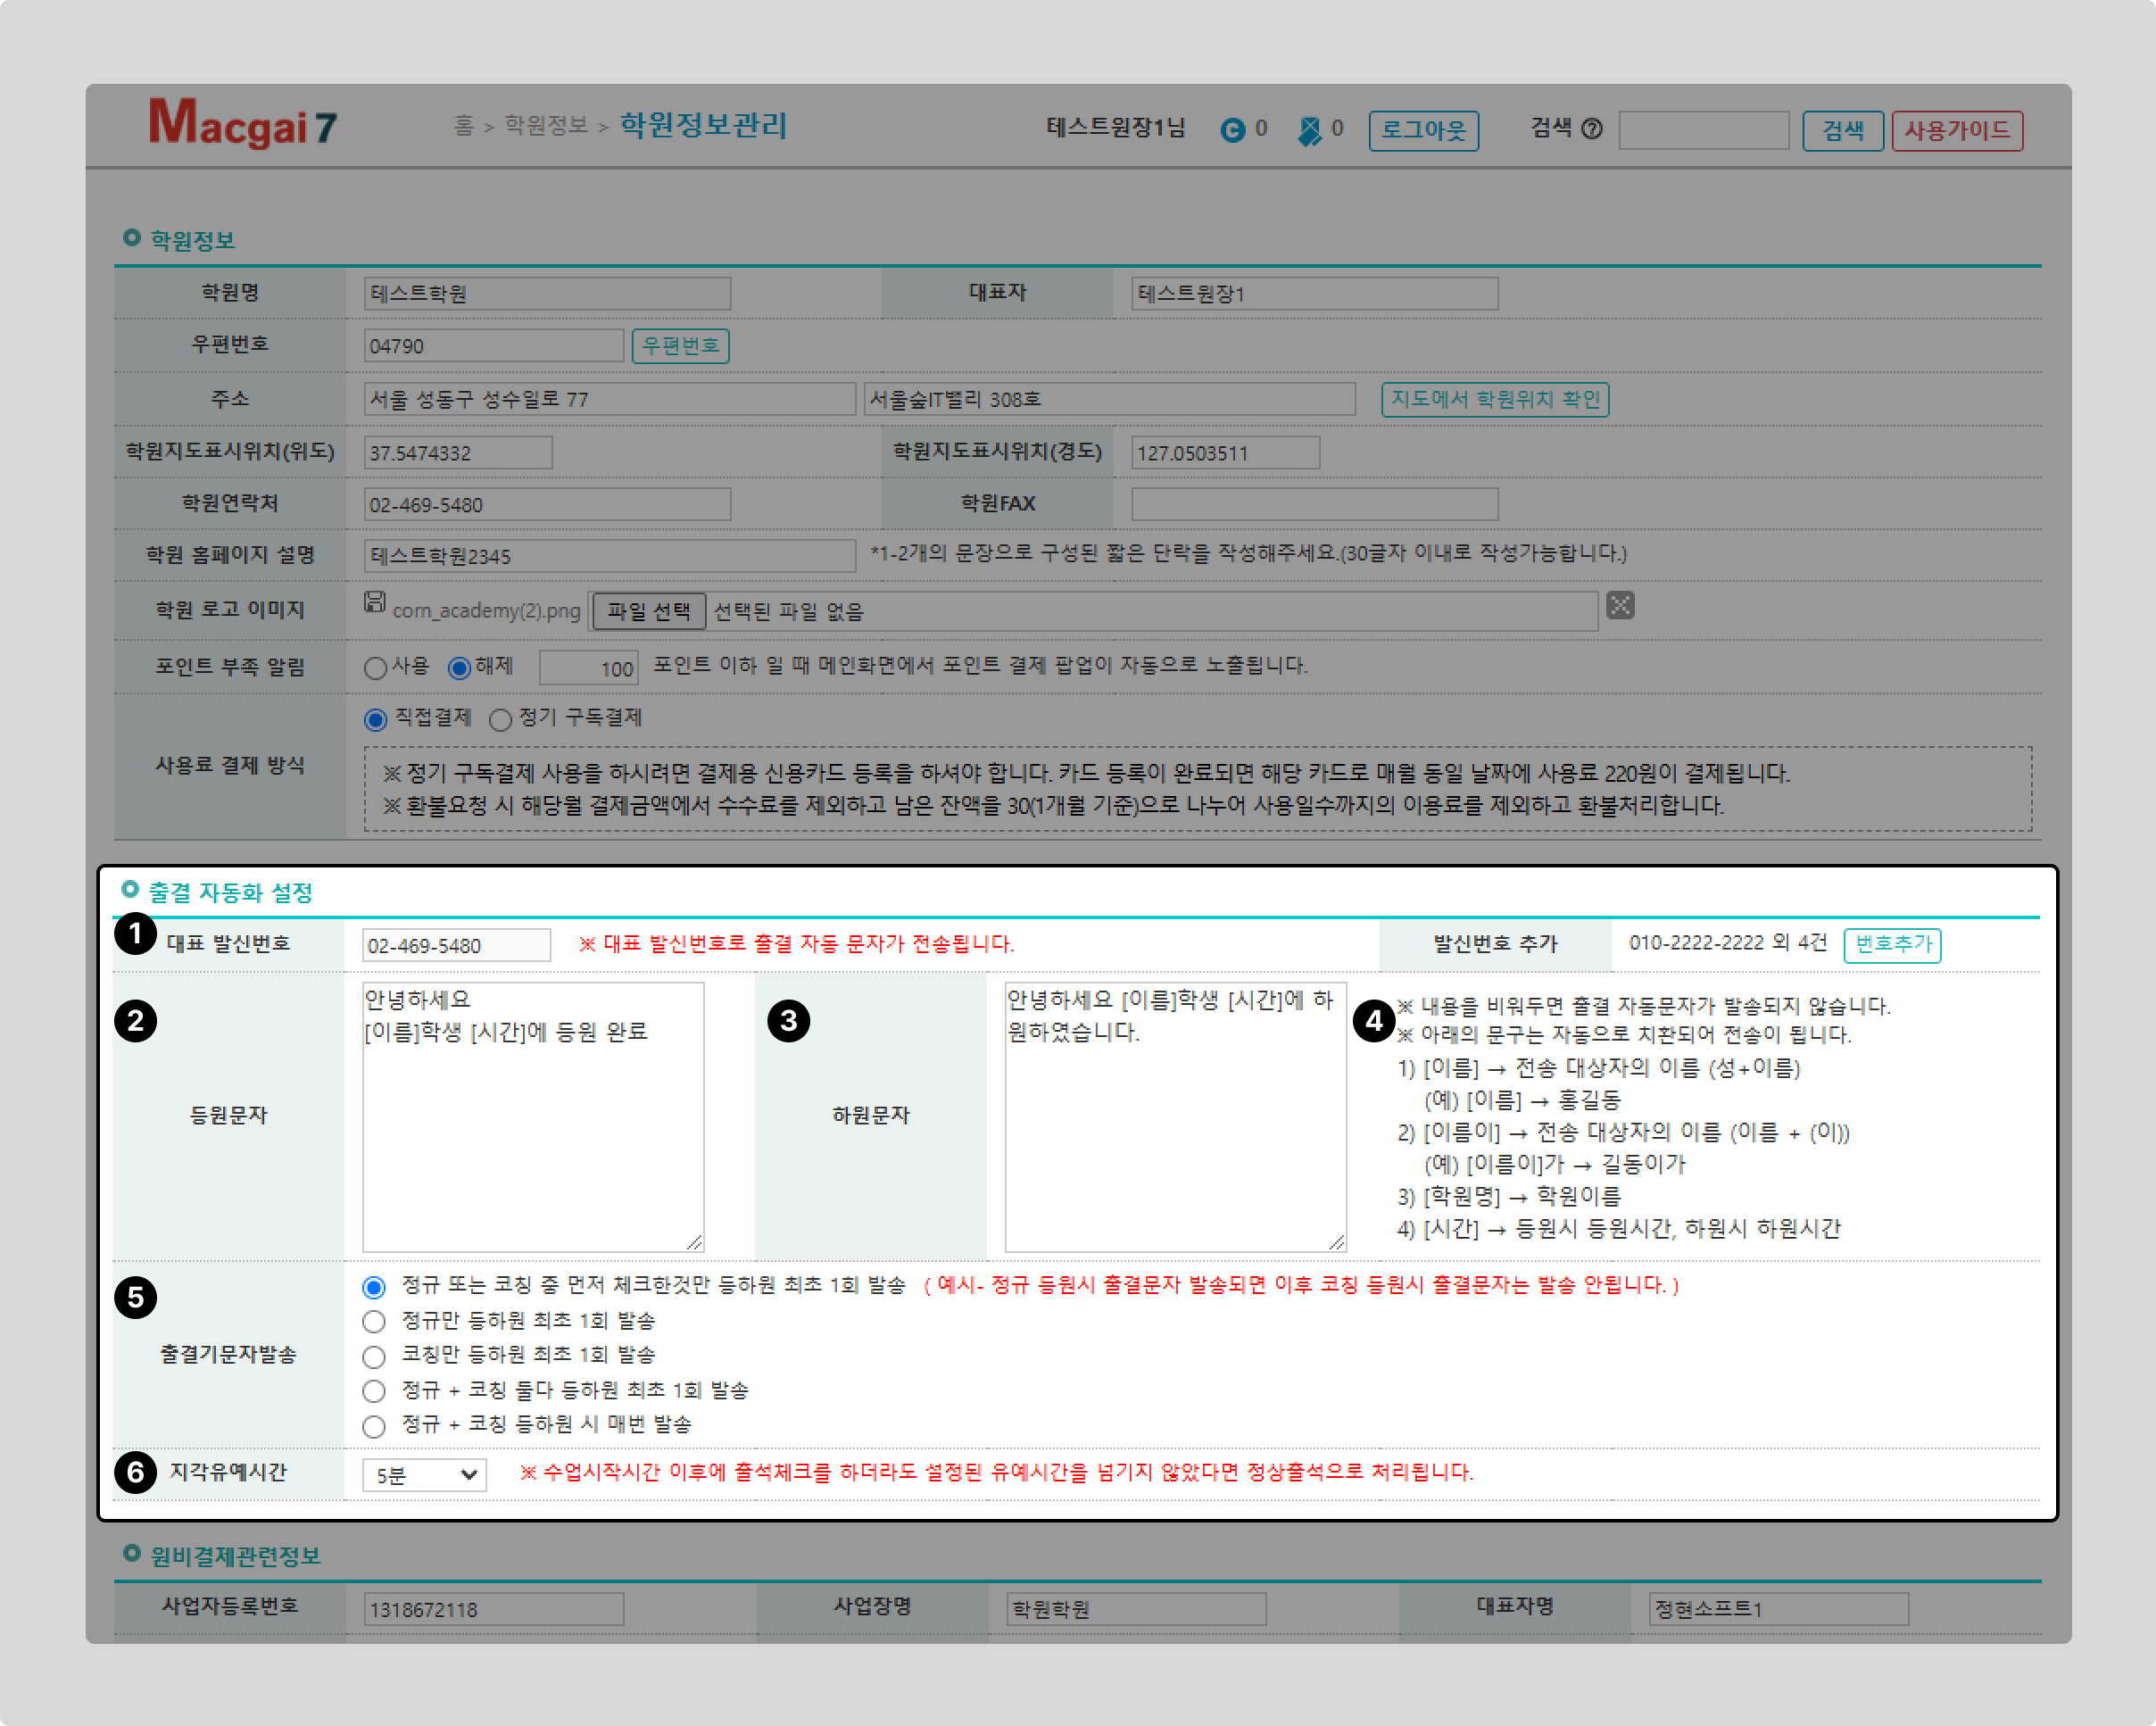 Macgai 7
홈 > 학원정보 > 학원정보관리
테스트원장1님 0 0 로그아웃 검색 검색 사용가이드
학원정보
학원명 테스트학원 대표자 테스트원장1
우편번호 04790 우편번호
주소 서울 성동구 성수일로 77 서울숲IT밸리 308호 지도에서 학원위치 확인
학원지도표시위치(위도) 37.5474332 학원지도표시위치(경도) 127.0503511
학원연락처 02-469-5480 학원FAX
학원 홈페이지 설명 테스트학원2345 *1-2개의 문장으로 구성된 짧은 단락을 작성해주세요.(30글자 이내로 작성가능합니다.)
학원 로고 이미지 corn_academy(2).png 파일 선택 선택된 파일 없음
포인트 부족 알림 사용 해제 100 포인트 이하 일 때 메인화면에서 포인트 결제 팝업이 자동으로 노출됩니다.
사용료 결제 방식 직접결제 정기 구독결제
※ 정기 구독결제 사용을 하시려면 결제용 신용카드 등록을 하셔야 합니다. 카드 등록이 완료되면 해당 카드로 매월 동일 날짜에 사용료 220원이 결제됩니다.
※ 환불요청 시 해당월 결제금액에서 수수료를 제외하고 남은 잔액을 30(1개월 기준)으로 나누어 사용일수까지의 이용료를 제외하고 환불처리합니다.
출결 자동화 설정
1 대표 발신번호 02-469-5480 ※ 대표 발신번호로 출결 자동 문자가 전송됩니다. 발신번호 추가 010-2222-2222 외 4건 번호추가
2 등원문자
안녕하세요
[이름]학생 [시간]에 등원 완료
3 하원문자
안녕하세요 [이름]학생 [시간]에 하
원하였습니다.
4 ※ 내용을 비워두면 출결 자동문자가 발송되지 않습니다.
※ 아래의 문구는 자동으로 치환되어 전송이 됩니다.
1) [이름] → 전송 대상자의 이름 (성+이름)
(예) [이름] → 홍길동
2) [이름이] → 전송 대상자의 이름 (이름 + (이))
(예) [이름이]가 → 길동이가
3) [학원명] → 학원이름
4) [시간] → 등원시 등원시간, 하원시 하원시간
5 출결기문자발송
정규 또는 코칭 중 먼저 체크한것만 등하원 최초 1회 발송 ( 예시- 정규 등원시 출결문자 발송되면 이후 코칭 등원시 출결문자는 발송 안됩니다. )
정규만 등하원 최초 1회 발송
코칭만 등하원 최초 1회 발송
정규 + 코칭 둘다 등하원 최초 1회 발송
정규 + 코칭 등하원 시 매번 발송
6 지각유예시간 5분 ※ 수업시작시간 이후에 출석체크를 하더라도 설정된 유예시간을 넘기지 않았다면 정상출석으로 처리됩니다.
원비결제관련정보
사업자등록번호 1318672118 사업장명 학원학원 대표자명 정현소프트1